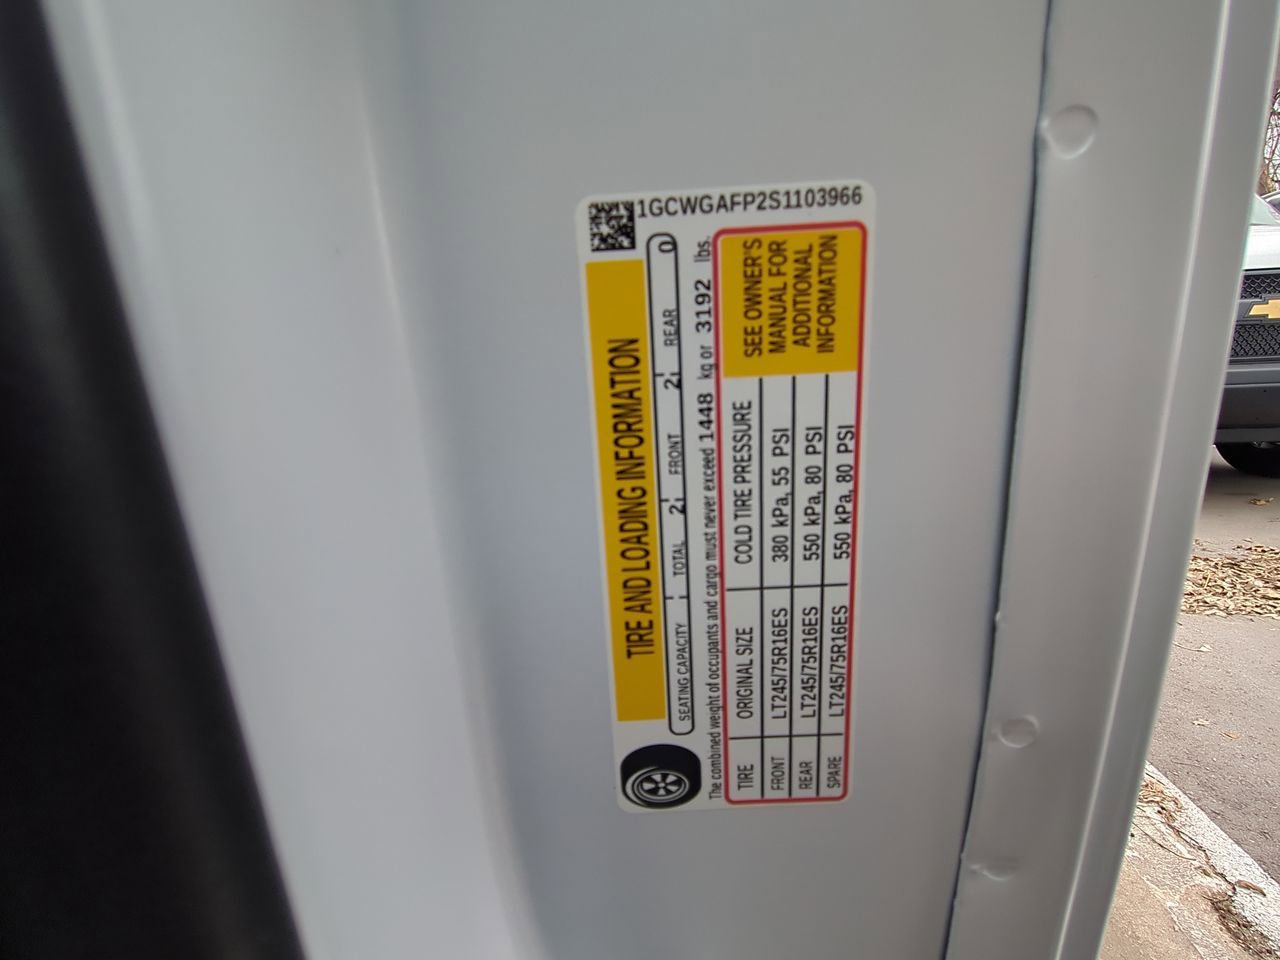 1GCWGAFP2S1103966
TIRE AND LOADING INFORMATION
SEATING CAPACITY TOTAL 2 FRONT 2 REAR 0
The combined weight of occupants and cargo must never exceed 1448 kg or 3192 lbs.
TIRE ORIGINAL SIZE COLD TIRE PRESSURE
FRONT LT245/75R16ES 380 kPa, 55 PSI
REAR LT245/75R16ES 550 kPa, 80 PSI
SPARE LT245/75R16ES 550 kPa, 80 PSI
SEE OWNER'S
MANUAL FOR
ADDITIONAL
INFORMATION